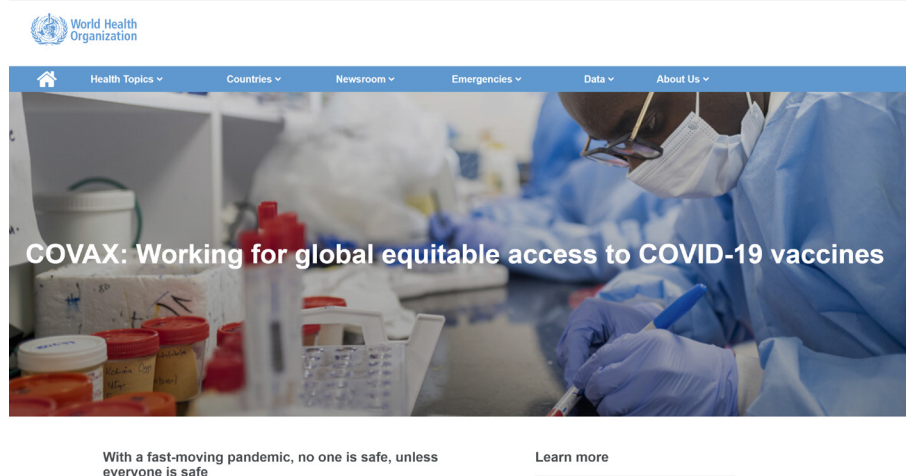 World Health
Organization
Health Topics
Countries
Newsroom
Emergencies
Data
About Us
COVAX: Working for global equitable access to COVID-19 vaccines
With a fast-moving pandemic, no one is safe, unless
everyone is safe
Learn more